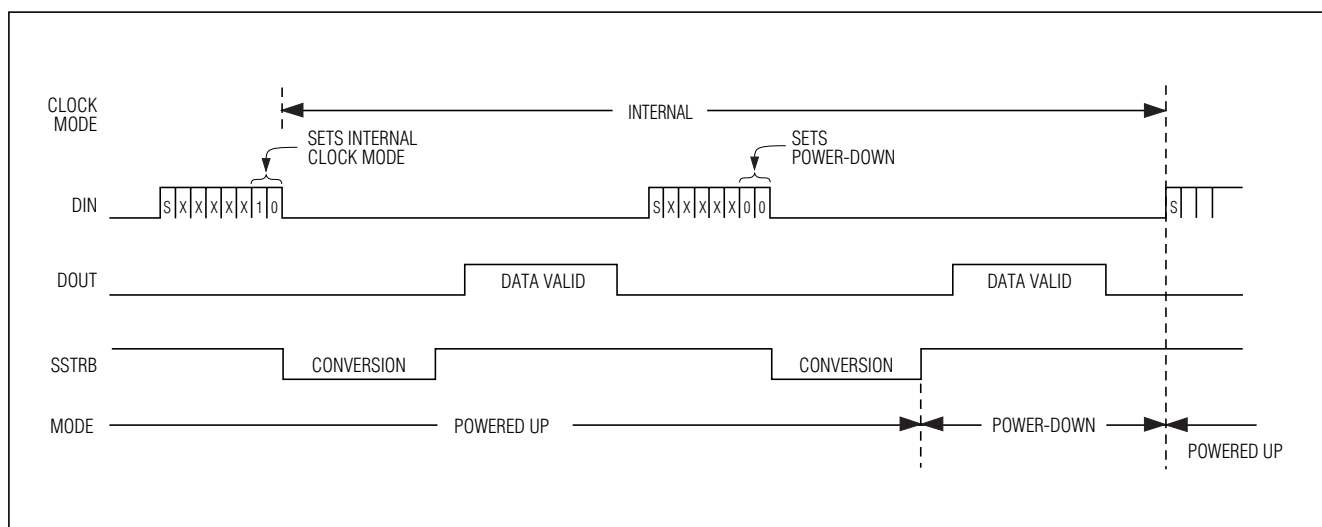 CLOCK
MODE
INTERNAL
SETS INTERNAL
CLOCK MODE
SETS
POWER-DOWN
DIN
S X X X X X 1 0
S X X X X X 0 0
S
DOUT
DATA VALID
DATA VALID
SSTRB
CONVERSION
CONVERSION
MODE
POWERED UP
POWER-DOWN
POWERED UP